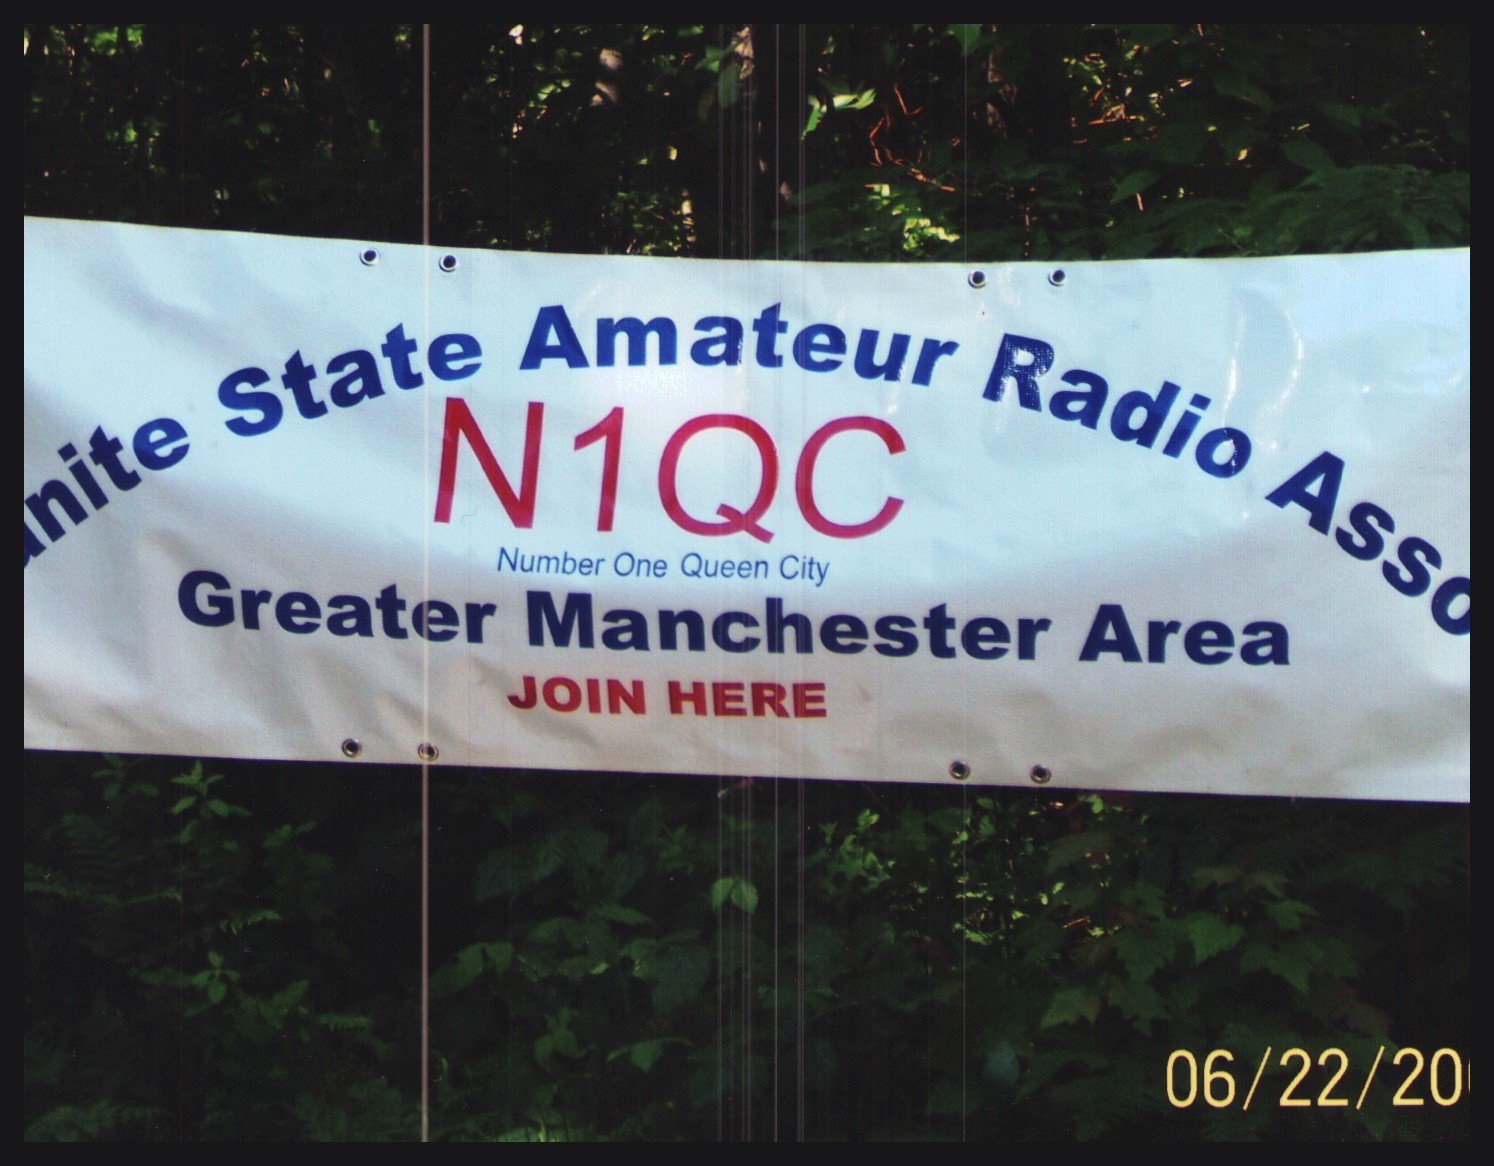 anite State Amateur Radio Asso
N1QC
Number One Queen City
Greater Manchester Area
JOIN HERE
06/22/20